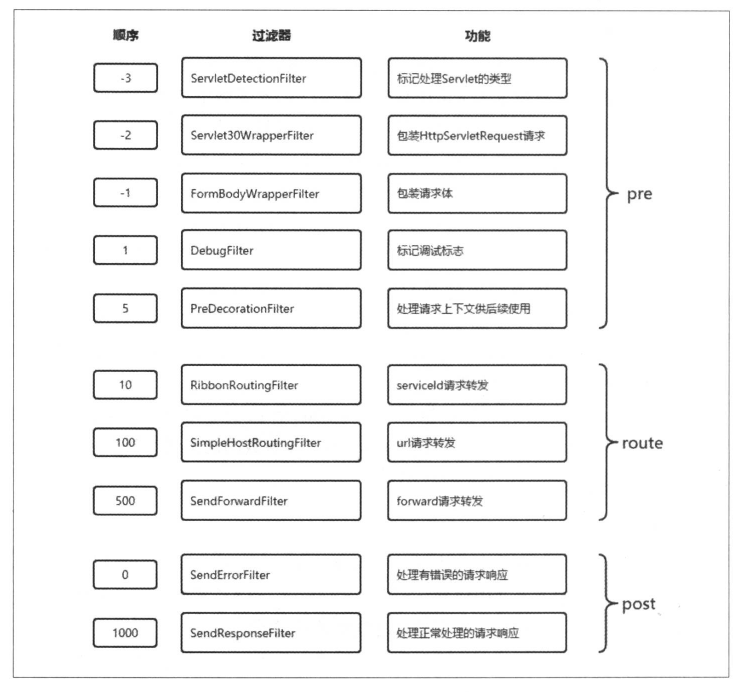 顺序 过滤器 功能
-3 ServletDetectionFilter 标记处理Servlet的类型
-2 Servlet30WrapperFilter 包装HttpServletRequest请求
-1 FormBodyWrapperFilter 包装请求体
1 DebugFilter 标记调试标志
5 PreDecorationFilter 处理请求上下文供后续使用
pre
10 RibbonRoutingFilter serviceId请求转发
100 SimpleHostRoutingFilter url请求转发
500 SendForwardFilter forward请求转发
route
0 SendErrorFilter 处理有错误的请求响应
1000 SendResponseFilter 处理正常处理的请求响应
post